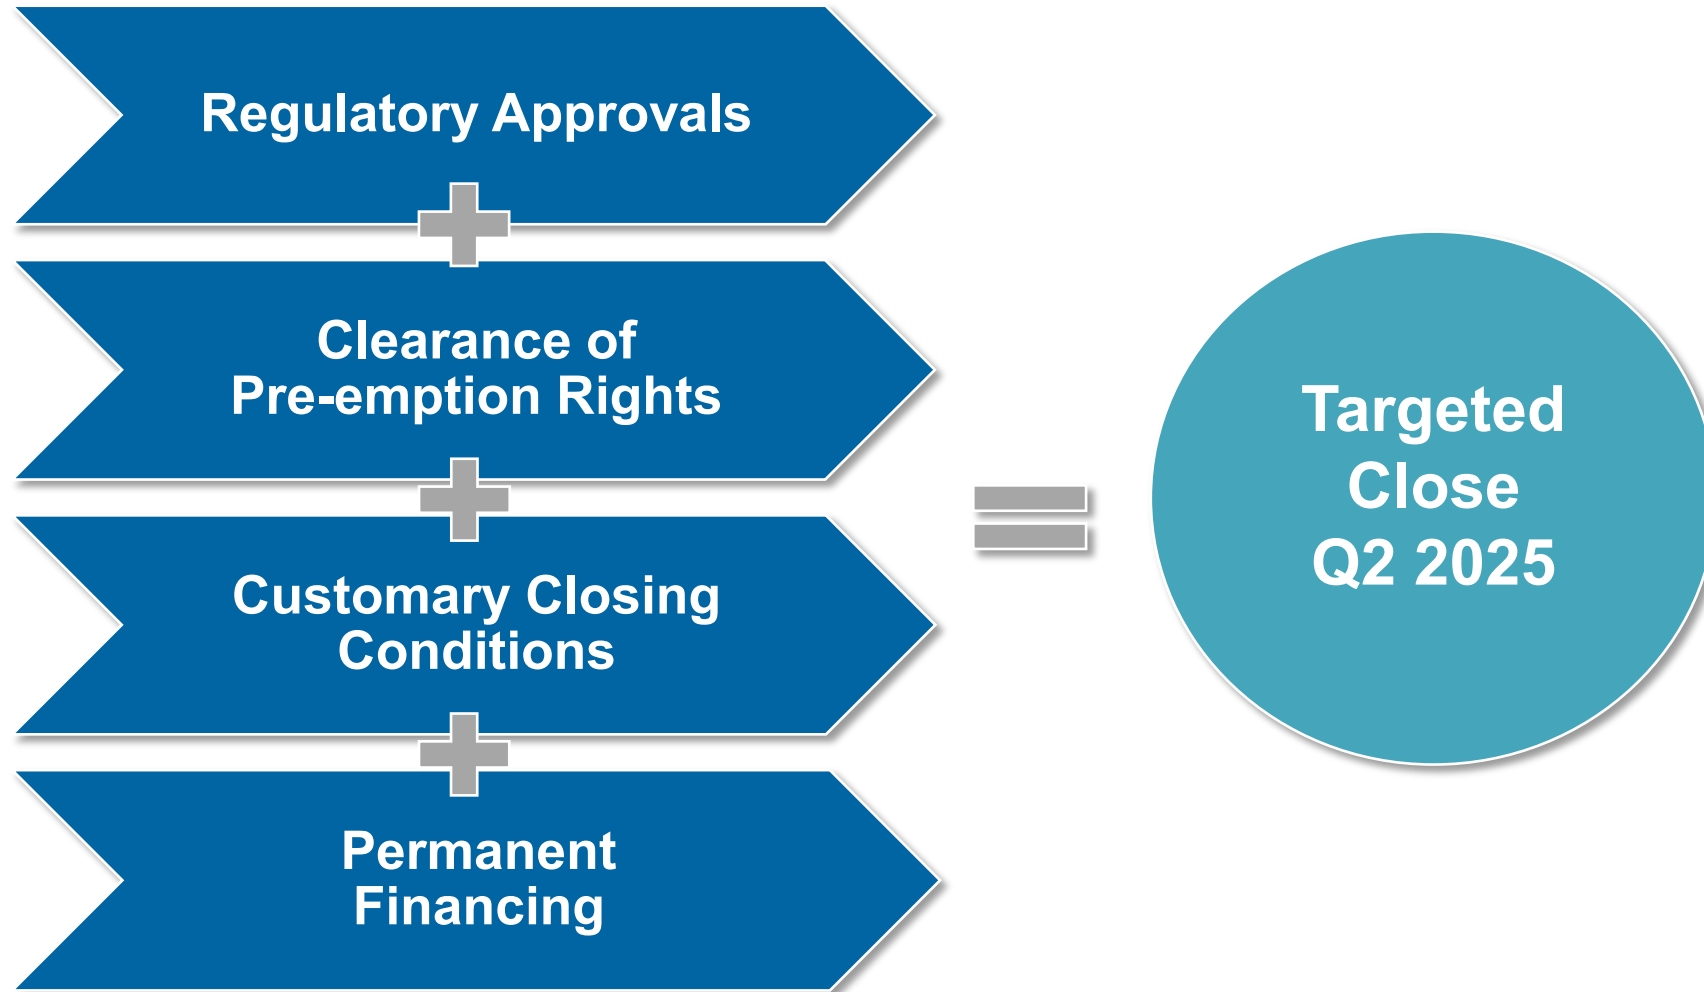 Regulatory Approvals
Clearance of
Pre-emption Rights
Customary Closing
Conditions
Permanent
Financing
Targeted
Close
Q2 2025